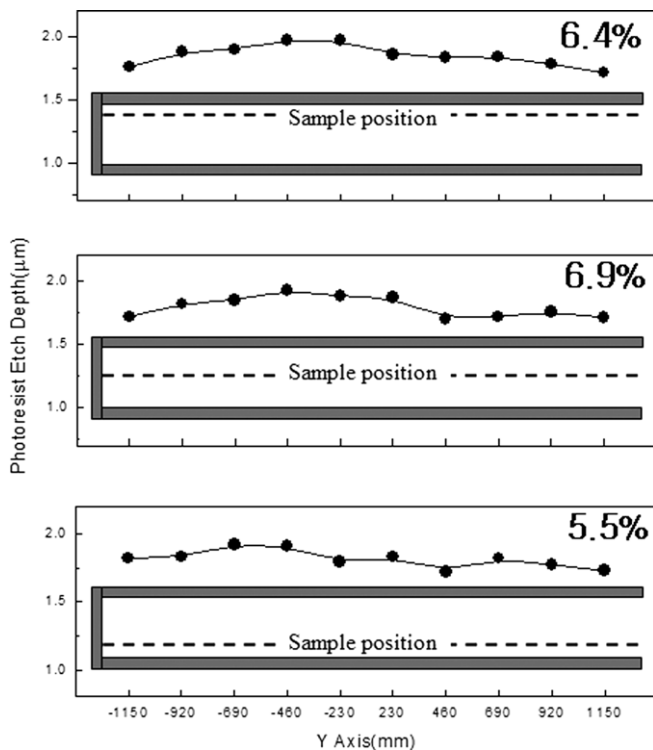 6.4%
2.0
1.5
1.0
Sample position
6.9%
2.0
1.5
1.0
Sample position
5.5%
2.0
1.5
1.0
Sample position
Photoresist Etch Depth(μm)
-1150 -920 -690 -460 -230 230 460 690 920 1150
Y Axis(mm)